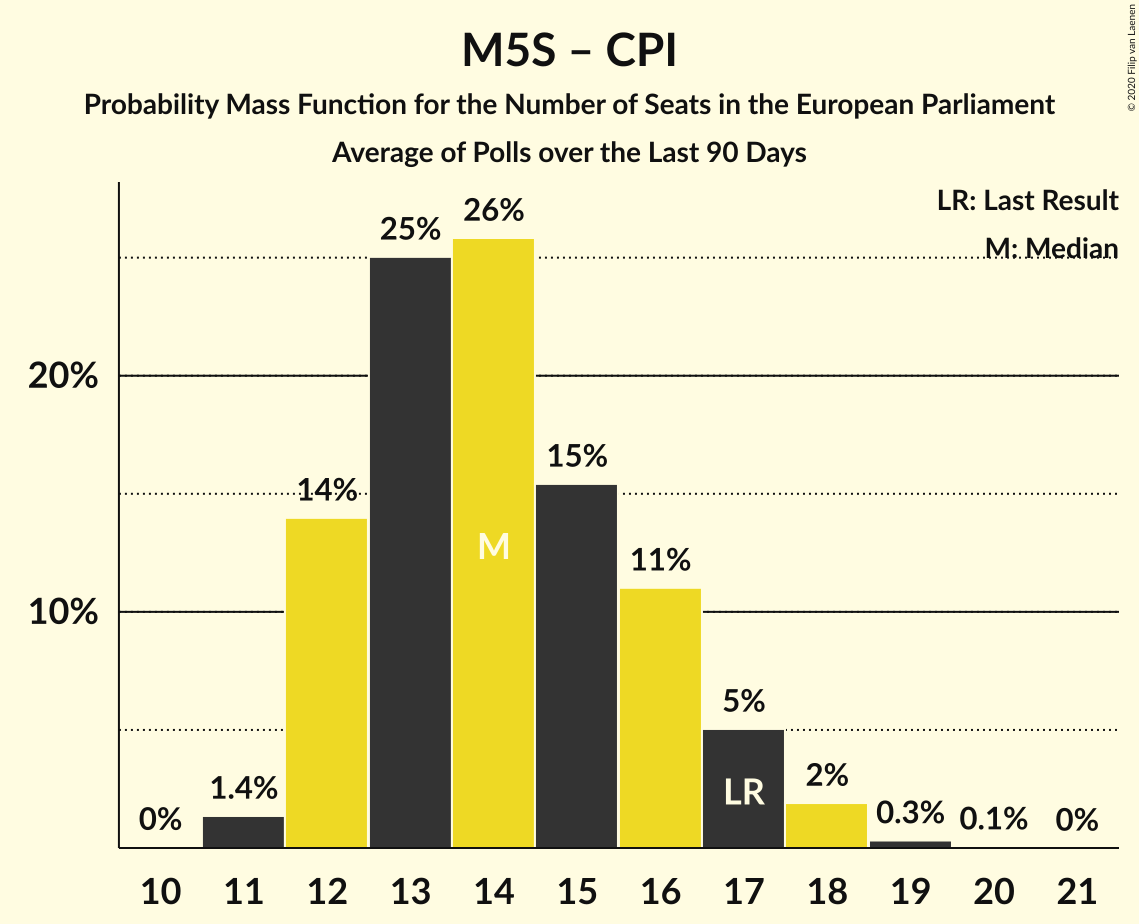 M5S – CPI
Probability Mass Function for the Number of Seats in the European Parliament
Average of Polls over the Last 90 Days
© 2020 Filip van Laenen
LR: Last Result
M: Median
20%
10%
0%
1.4%
14%
25%
26%
15%
11%
5%
2%
0.3%
0.1%
0%
M
LR
10 11 12 13 14 15 16 17 18 19 20 21